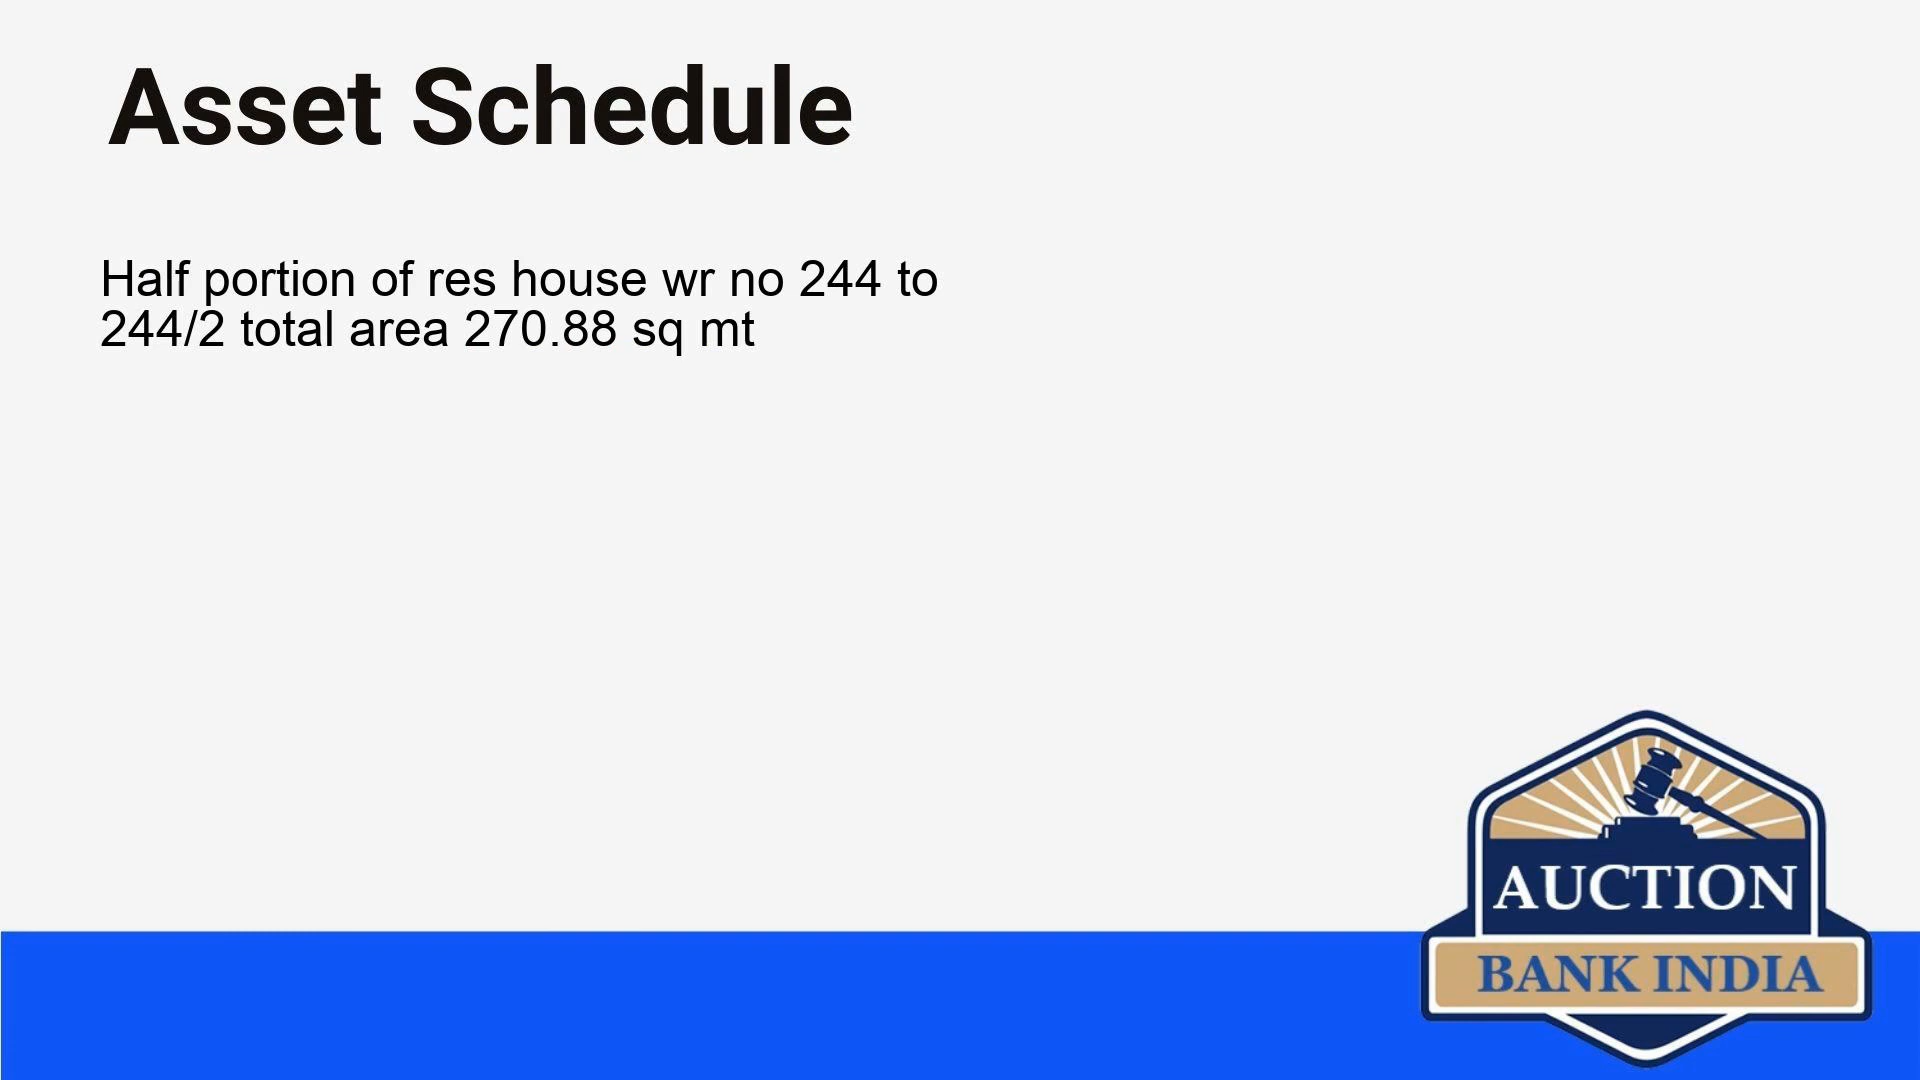 Asset Schedule
Half portion of res house wr no 244 to
244/2 total area 270.88 sq mt
AUCTION
BANK INDIA